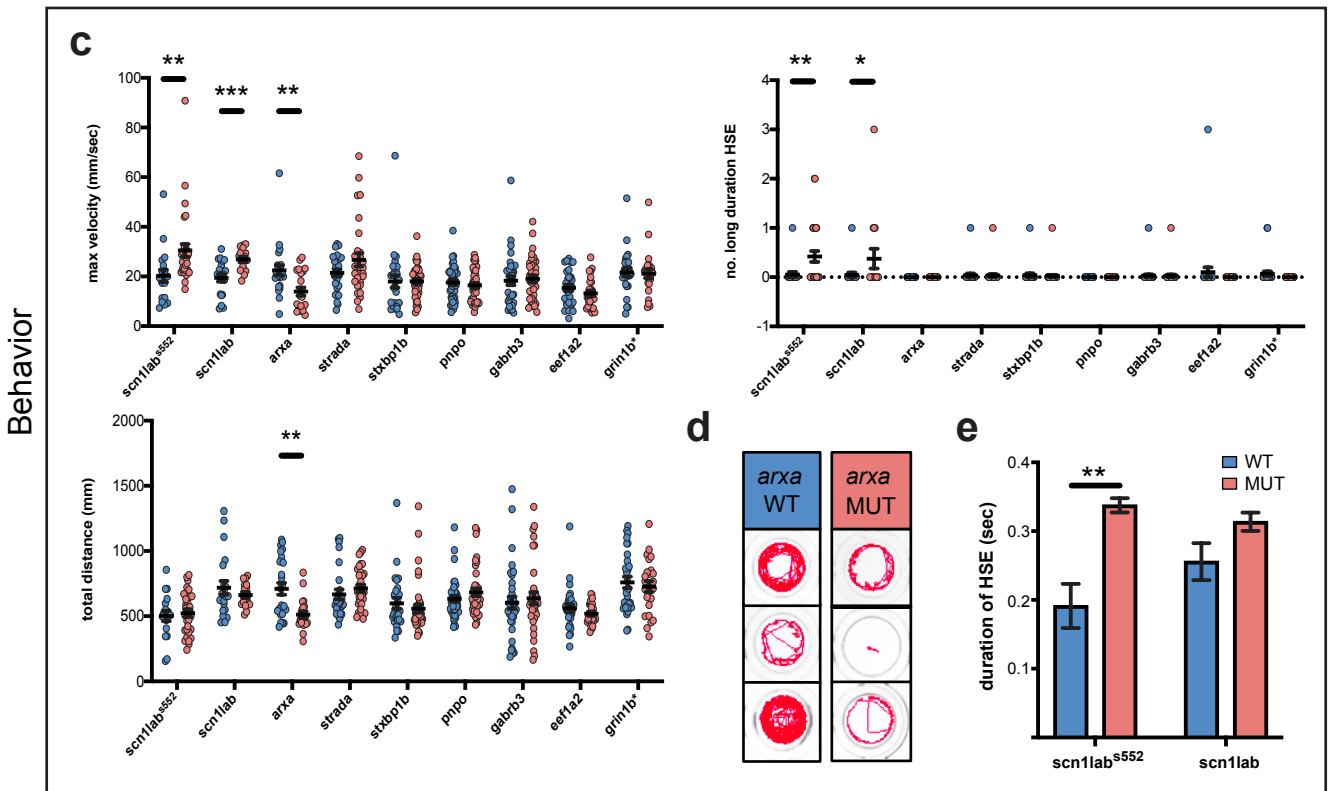 Behavior
c
** *** **
max velocity (mm/sec)
100
80
60
40
20
0
scn1lab^s552 scn1lab arxa strada stxbp1b pnpo gabrb3 eef1a2 grin1b*
** *
no. long duration HSE
4
3
2
1
0
-1
scn1lab^s552 scn1lab arxa strada stxbp1b pnpo gabrb3 eef1a2 grin1b*
**
total distance (mm)
2000
1500
1000
500
0
scn1lab^s552 scn1lab arxa strada stxbp1b pnpo gabrb3 eef1a2 grin1b*
d
arxa WT
arxa MUT
e
WT
MUT
**
duration of HSE (sec)
0.4
0.3
0.2
0.1
scn1lab^s552 scn1lab